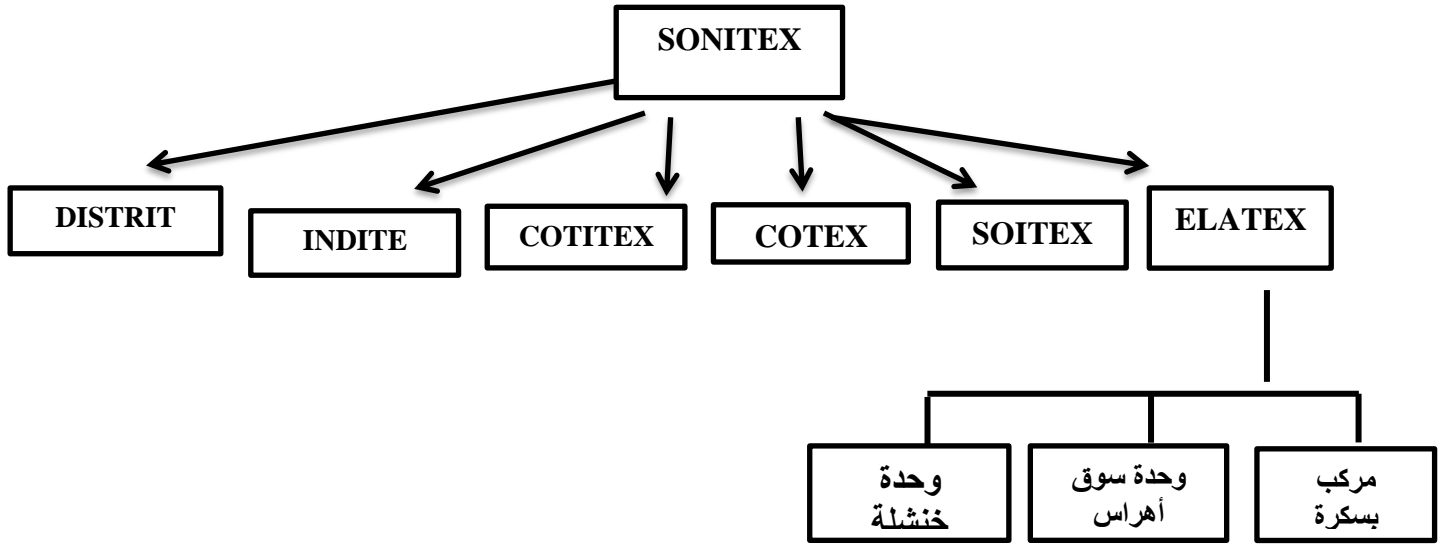 SONITEX
DISTRIT
INDITE
COTITEX
COTEX
SOITEX
ELATEX
مركب
بسكرة
وحدة سوق
أهراس
وحدة
خنشلة